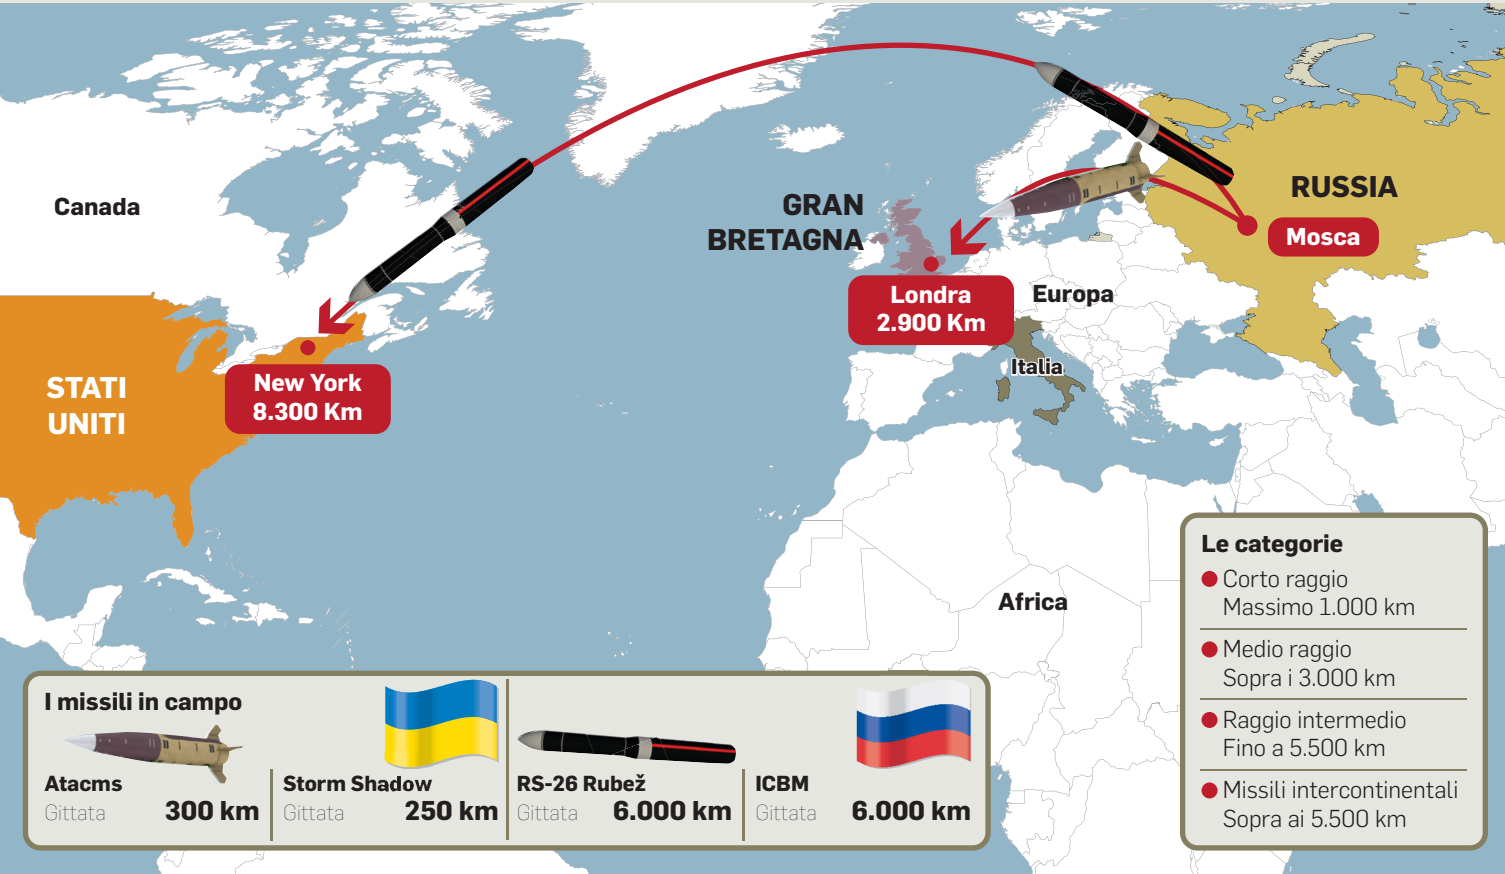 Canada
GRAN
BRETAGNA
RUSSIA
Mosca
Londra
2.900 Km
Europa
Italia
STATI
UNITI
New York
8.300 Km
Africa
Le categorie
Corto raggio
Massimo 1.000 km
Medio raggio
Sopra i 3.000 km
Raggio intermedio
Fino a 5.500 km
Missili intercontinentali
Sopra ai 5.500 km
I missili in campo
Atacms
Gittata 300 km
Storm Shadow
Gittata 250 km
RS-26 Rubež
Gittata 6.000 km
ICBM
Gittata 6.000 km